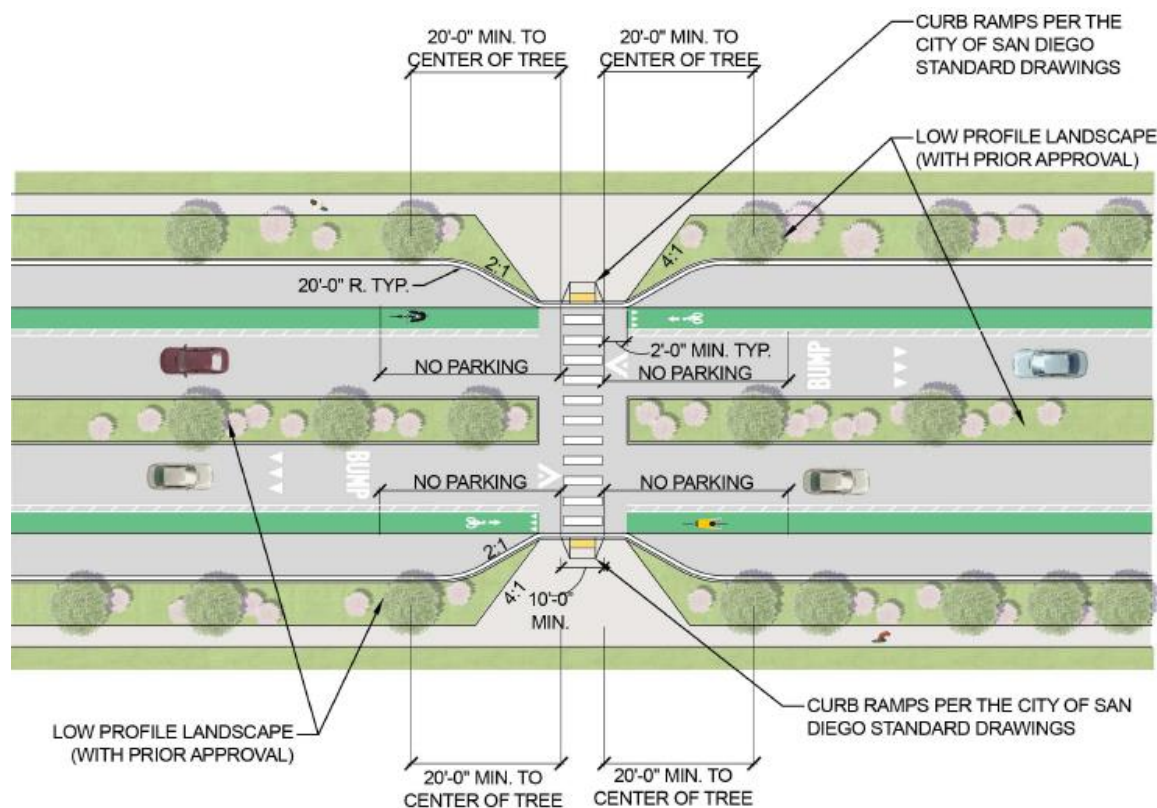 20'-0" MIN. TO
CENTER OF TREE
20'-0" MIN. TO
CENTER OF TREE
CURB RAMPS PER THE
CITY OF SAN DIEGO
STANDARD DRAWINGS
LOW PROFILE LANDSCAPE
(WITH PRIOR APPROVAL)
2:1
4:1
20'-0" R. TYP.
2'-0" MIN. TYP.
NO PARKING
NO PARKING
BUMP
BUMP
NO PARKING
NO PARKING
2:1
4:1
10'-0"
MIN.
LOW PROFILE LANDSCAPE
(WITH PRIOR APPROVAL)
CURB RAMPS PER THE CITY OF SAN
DIEGO STANDARD DRAWINGS
20'-0" MIN. TO
CENTER OF TREE
20'-0" MIN. TO
CENTER OF TREE